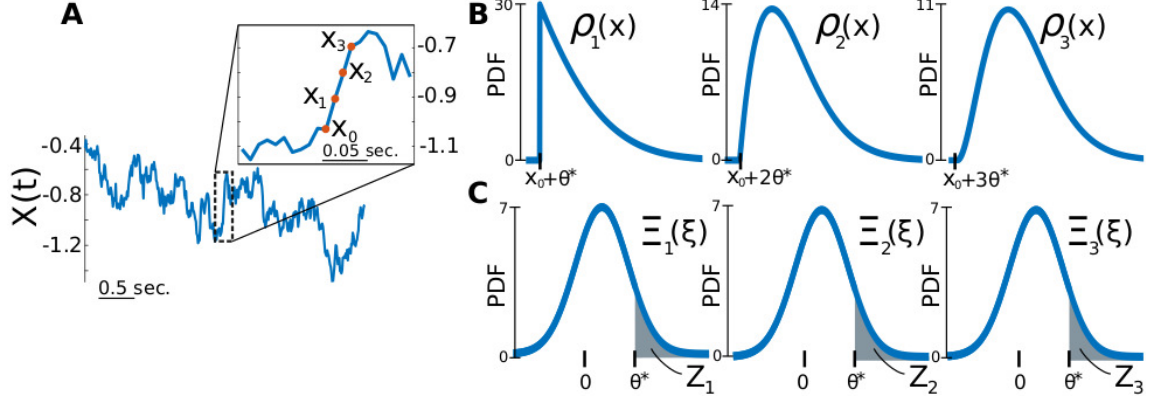 A
X(t)
-0.4
-0.8
-1.2
0.5 sec.
X3
X2
X1
X0
0.05 sec.
-0.7
-0.9
-1.1
B
PDF
30
0
ρ1(x)
x0+θ*
PDF
14
0
ρ2(x)
x0+2θ*
PDF
11
0
ρ3(x)
x0+3θ*
C
PDF
7
0
Ξ1(ξ)
0
θ*
Z1
PDF
7
0
Ξ2(ξ)
0
θ*
Z2
PDF
7
0
Ξ3(ξ)
0
θ*
Z3